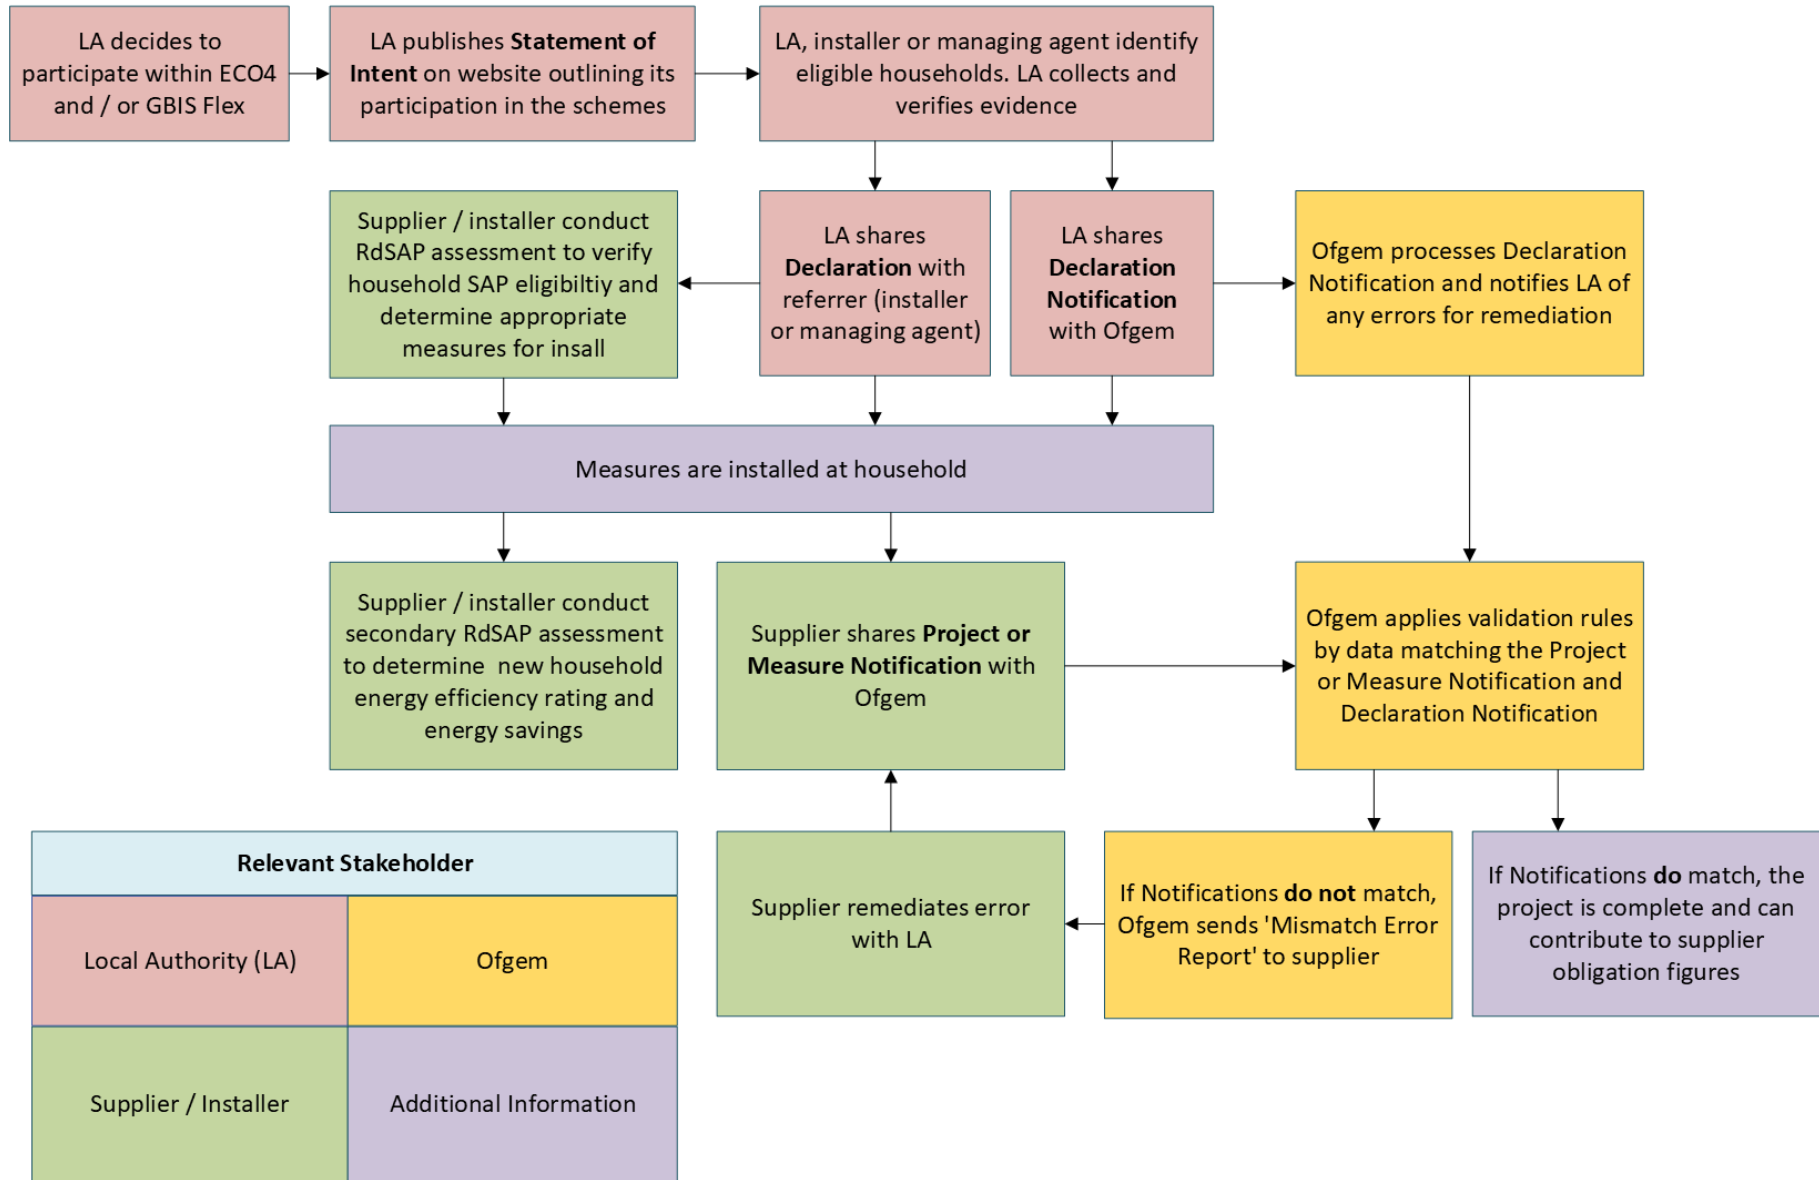 LA decides to
participate within ECO4
and / or GBIS Flex
LA publishes Statement of
Intent on website outlining its
participation in the schemes
LA, installer or managing agent identify
eligible households. LA collects and
verifies evidence
Supplier / installer conduct
RdSAP assessment to verify
household SAP eligibiltiy and
determine appropriate
measures for insall
LA shares
Declaration with
referrer (installer
or managing agent)
LA shares
Declaration
Notification
with Ofgem
Ofgem processes Declaration
Notification and notifies LA of
any errors for remediation
Measures are installed at household
Supplier / installer conduct
secondary RdSAP assessment
to determine new household
energy efficiency rating and
energy savings
Supplier shares Project or
Measure Notification with
Ofgem
Ofgem applies validation rules
by data matching the Project
or Measure Notification and
Declaration Notification
Supplier remediates error
with LA
If Notifications do not match,
Ofgem sends 'Mismatch Error
Report' to supplier
If Notifications do match, the
project is complete and can
contribute to supplier
obligation figures
Relevant Stakeholder
Local Authority (LA)
Ofgem
Supplier / Installer
Additional Information